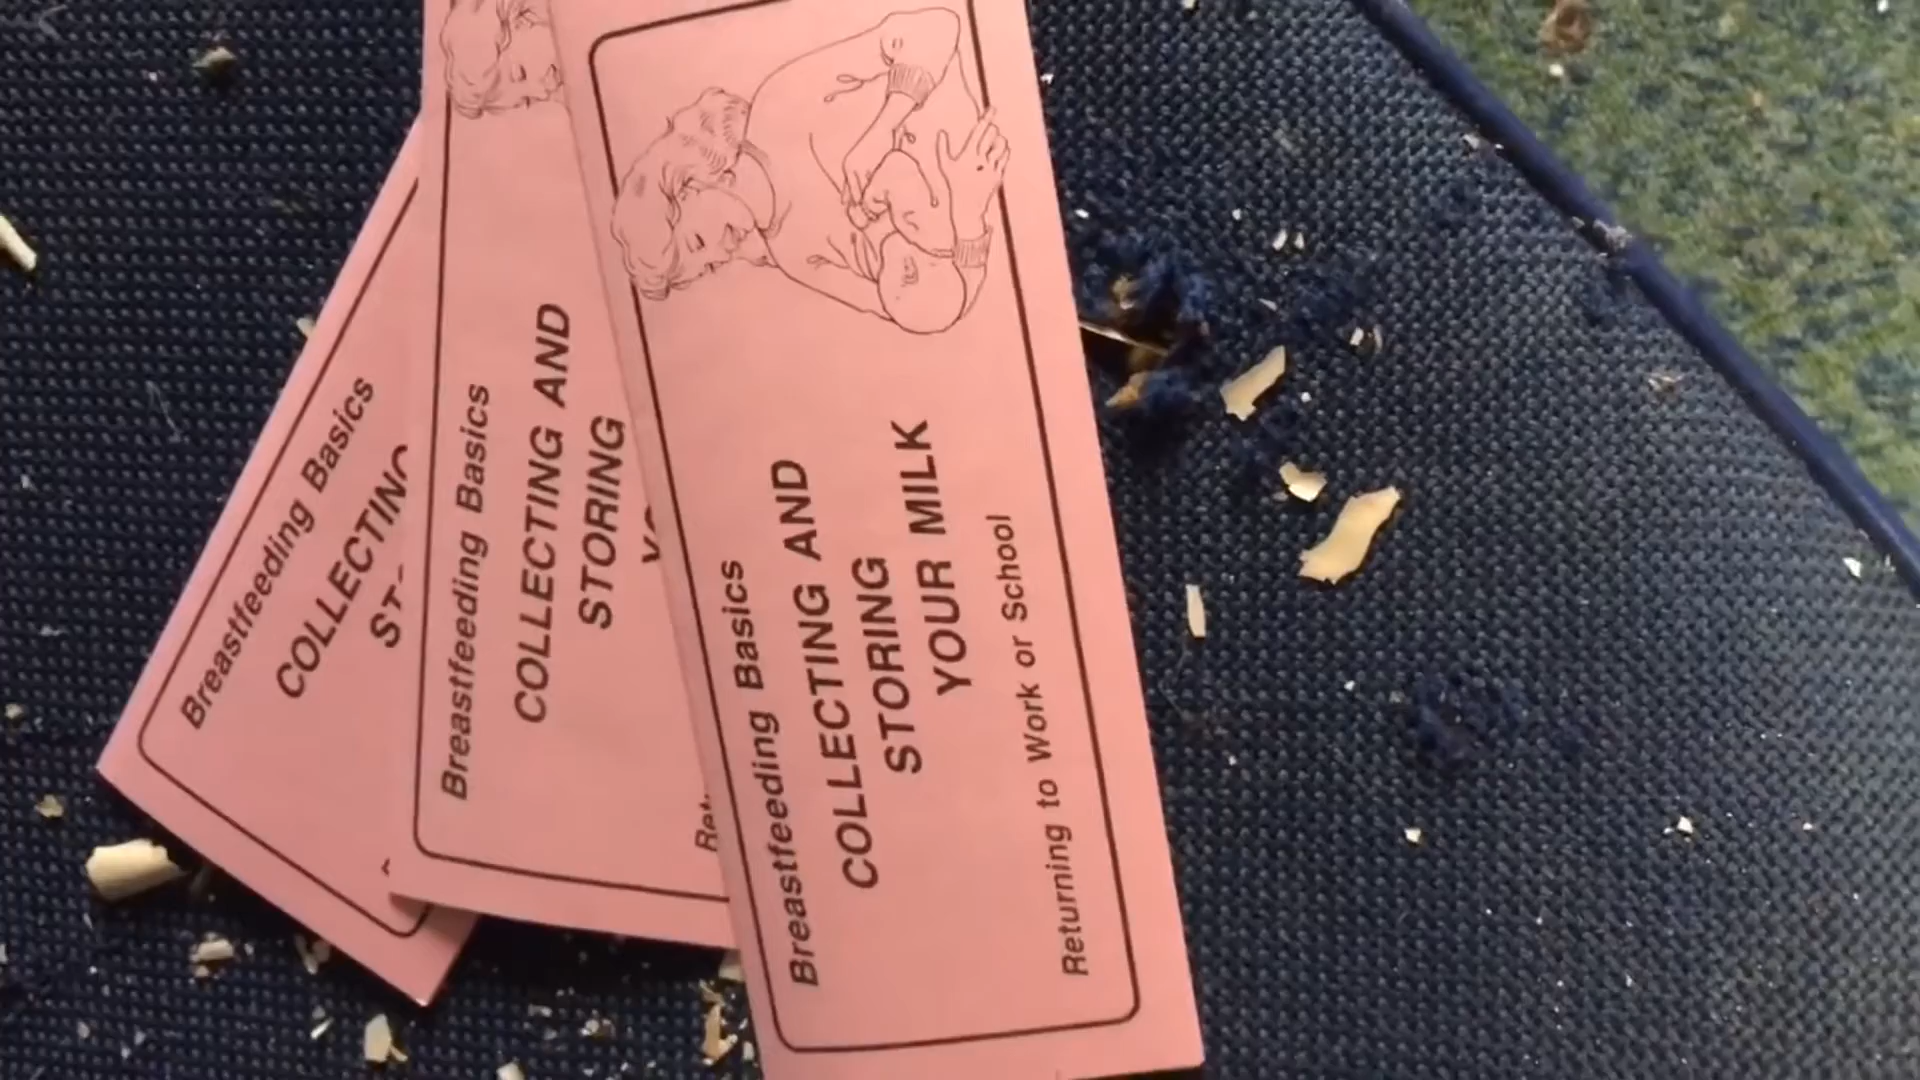 Breastfeeding Basics
COLLECTING
Breastfeeding Basics
COLLECTING AND
STORING
Breastfeeding Basics
COLLECTING AND
STORING
YOUR MILK
Returning to Work or School